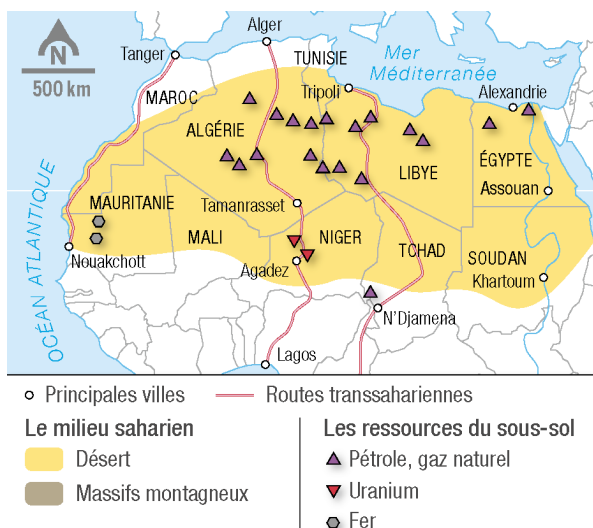 Alger
Tanger
TUNISIE
Mer
Méditerranée
N
500 km
Tripoli
Alexandrie
MAROC
ALGÉRIE
LIBYE
ÉGYPTE
Assouan
OCÉAN ATLANTIQUE
MAURITANIE
Tamanrasset
MALI
NIGER
TCHAD
SOUDAN
Nouakchott
Agadez
Khartoum
N'Djamena
Lagos
Principales villes
Routes transsahariennes
Le milieu saharien
Désert
Massifs montagneux
Les ressources du sous-sol
Pétrole, gaz naturel
Uranium
Fer